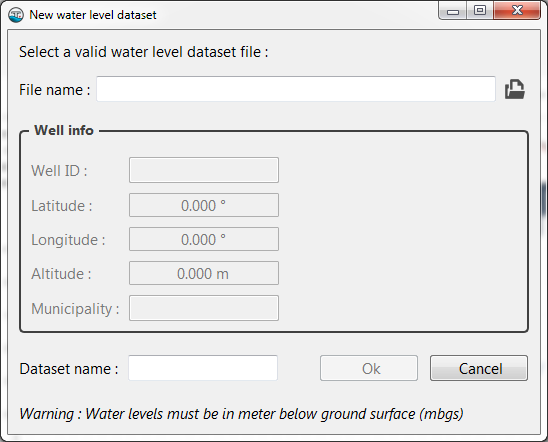 New water level dataset
Select a valid water level dataset file :
File name :
Well info
Well ID :
Latitude : 0.000 °
Longitude : 0.000 °
Altitude : 0.000 m
Municipality :
Dataset name : Ok Cancel
Warning : Water levels must be in meter below ground surface (mbgs)